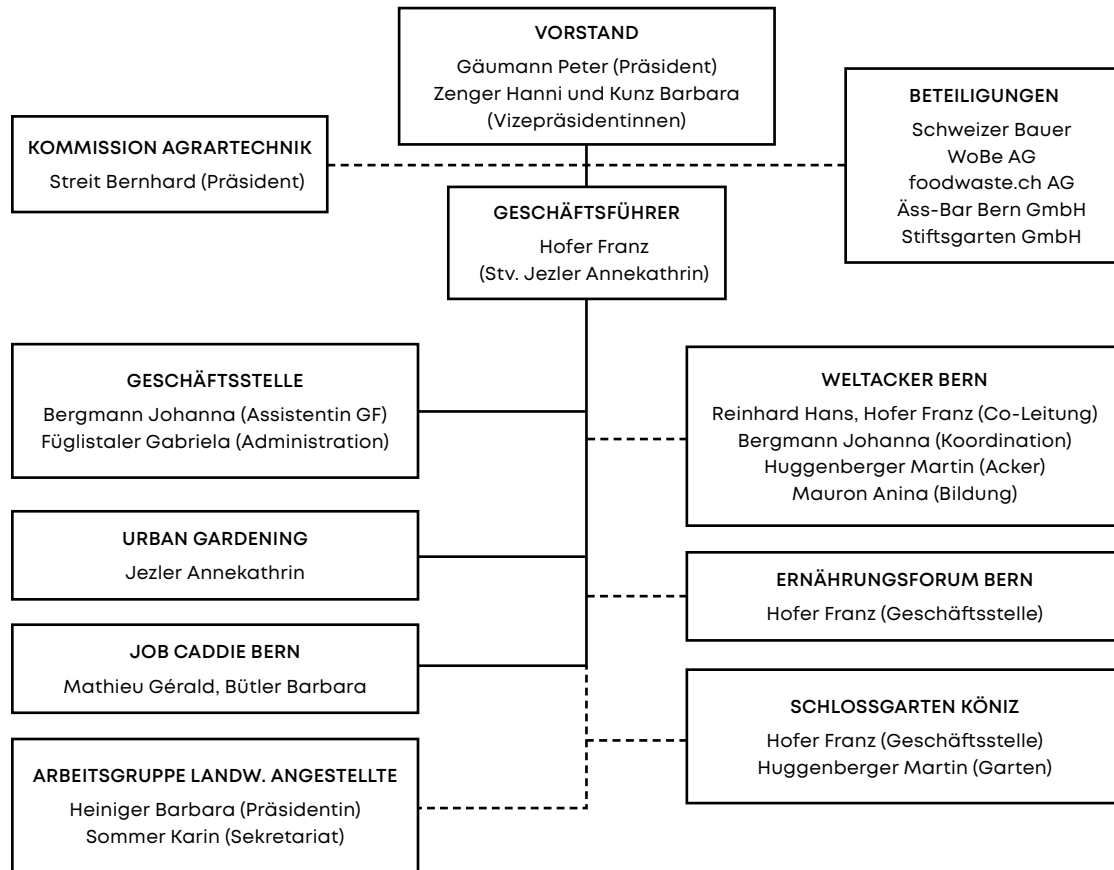 VORSTAND
Gäumann Peter (Präsident)
Zenger Hanni und Kunz Barbara
(Vizepräsidentinnen)
KOMMISSION AGRARTECHNIK
Streit Bernhard (Präsident)
BETEILIGUNGEN
Schweizer Bauer
WoBe AG
foodwaste.ch AG
Äss-Bar Bern GmbH
Stiftsgarten GmbH
GESCHÄFTSFÜHRER
Hofer Franz
(Stv. Jezler Annekathrin)
GESCHÄFTSSTELLE
Bergmann Johanna (Assistentin GF)
Füglistaler Gabriela (Administration)
WELTACKER BERN
Reinhard Hans, Hofer Franz (Co-Leitung)
Bergmann Johanna (Koordination)
Huggenberger Martin (Acker)
Mauron Anina (Bildung)
URBAN GARDENING
Jezler Annekathrin
ERNÄHRUNGSFORUM BERN
Hofer Franz (Geschäftsstelle)
JOB CADDIE BERN
Mathieu Gérald, Bütler Barbara
SCHLOSSGARTEN KÖNIZ
Hofer Franz (Geschäftsstelle)
Huggenberger Martin (Garten)
ARBEITSGRUPPE LANDW. ANGESTELLTE
Heiniger Barbara (Präsidentin)
Sommer Karin (Sekretariat)